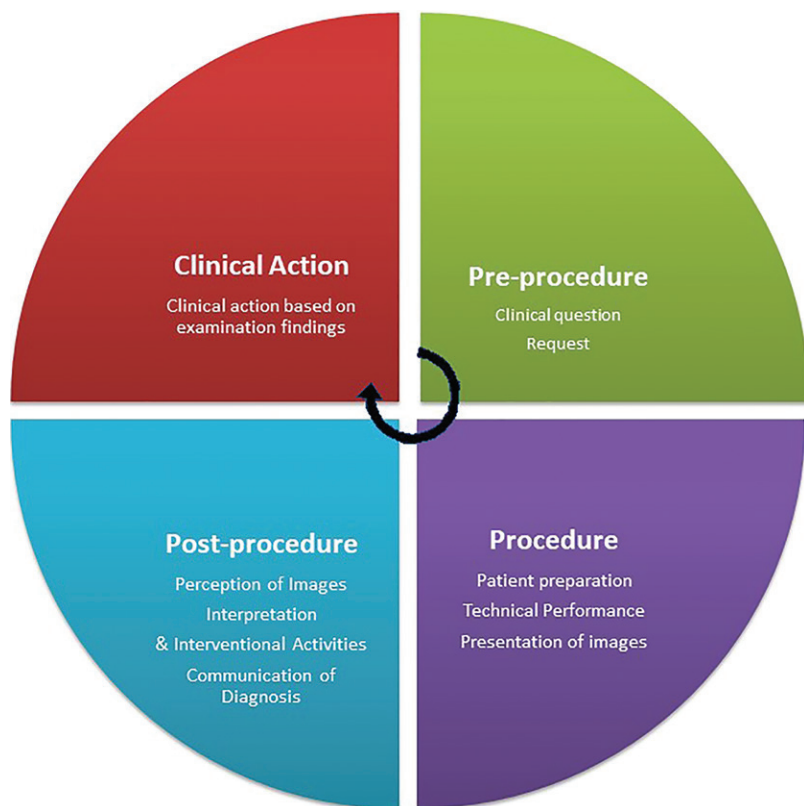 Clinical Action
Clinical action based on
examination findings
Pre-procedure
Clinical question
Request
Post-procedure
Perception of Images
Interpretation
& Interventional Activities
Communication of
Diagnosis
Procedure
Patient preparation
Technical Performance
Presentation of images